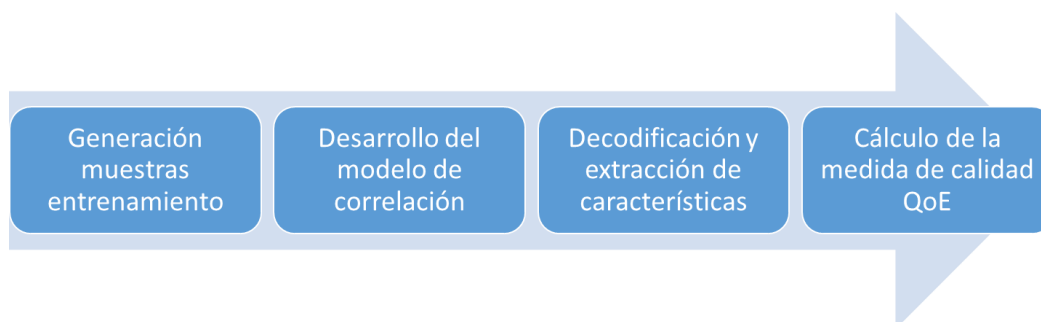 Generación
muestras
entrenamiento
Desarrollo del
modelo de
correlación
Decodificación y
extracción de
características
Cálculo de la
medida de calidad
QoE